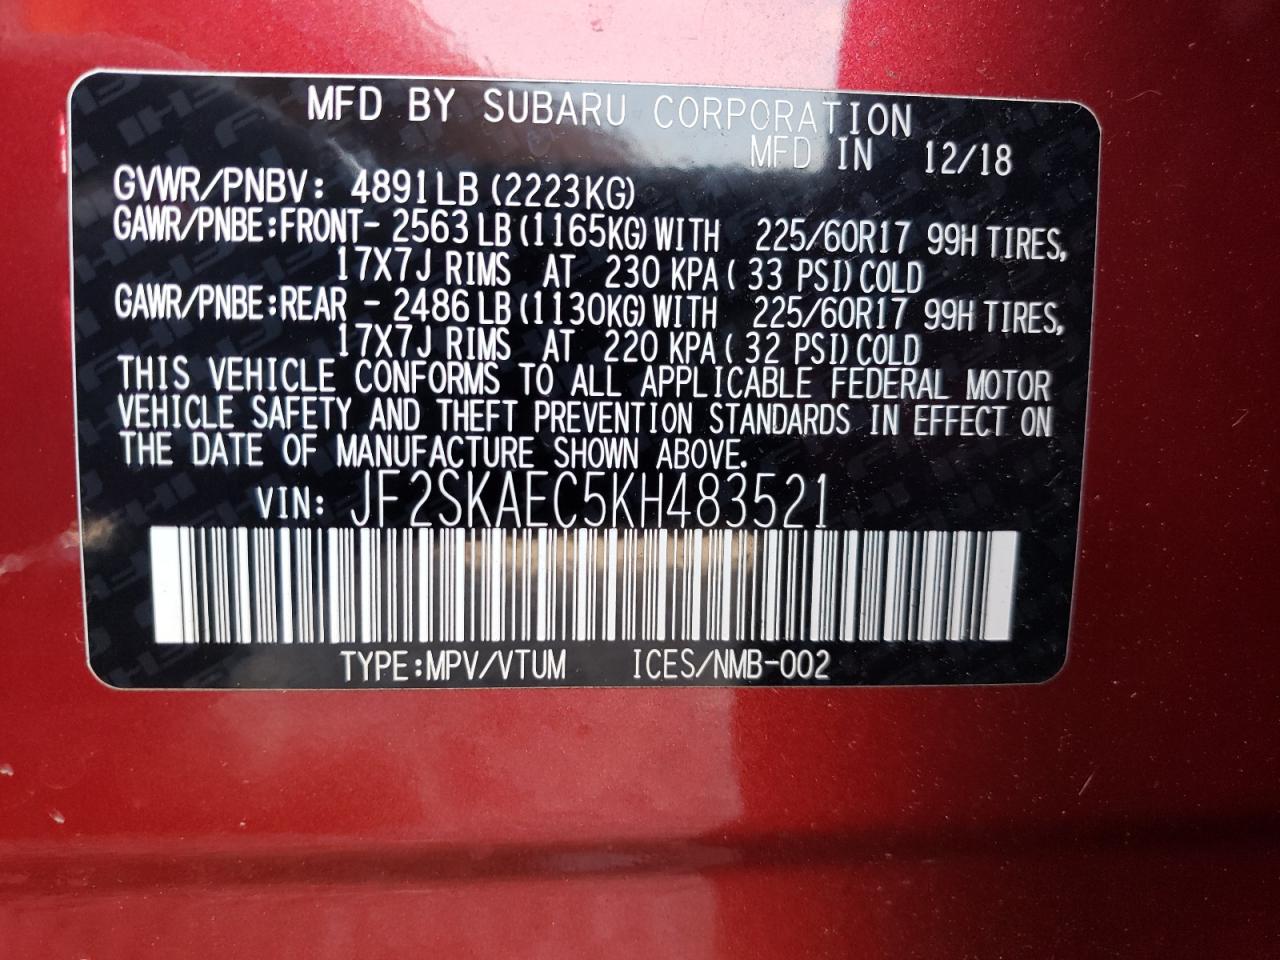 MFD BY SUBARU CORPORATION
MFD IN 12/18
GVWR/PNBV: 4891LB (2223KG)
GAWR/PNBE:FRONT- 2563 LB (1165KG) WITH 225/60R17 99H TIRES,
17X7J RIMS AT 230 KPA ( 33 PSI) COLD
GAWR/PNBE:REAR - 2486 LB (1130KG) WITH 225/60R17 99H TIRES,
17X7J RIMS AT 220 KPA ( 32 PSI) COLD
THIS VEHICLE CONFORMS TO ALL APPLICABLE FEDERAL MOTOR
VEHICLE SAFETY AND THEFT PREVENTION STANDARDS IN EFFECT ON
THE DATE OF MANUFACTURE SHOWN ABOVE.
VIN: JF2SKAEC5KH483521
TYPE:MPV/VTUM ICES/NMB-002